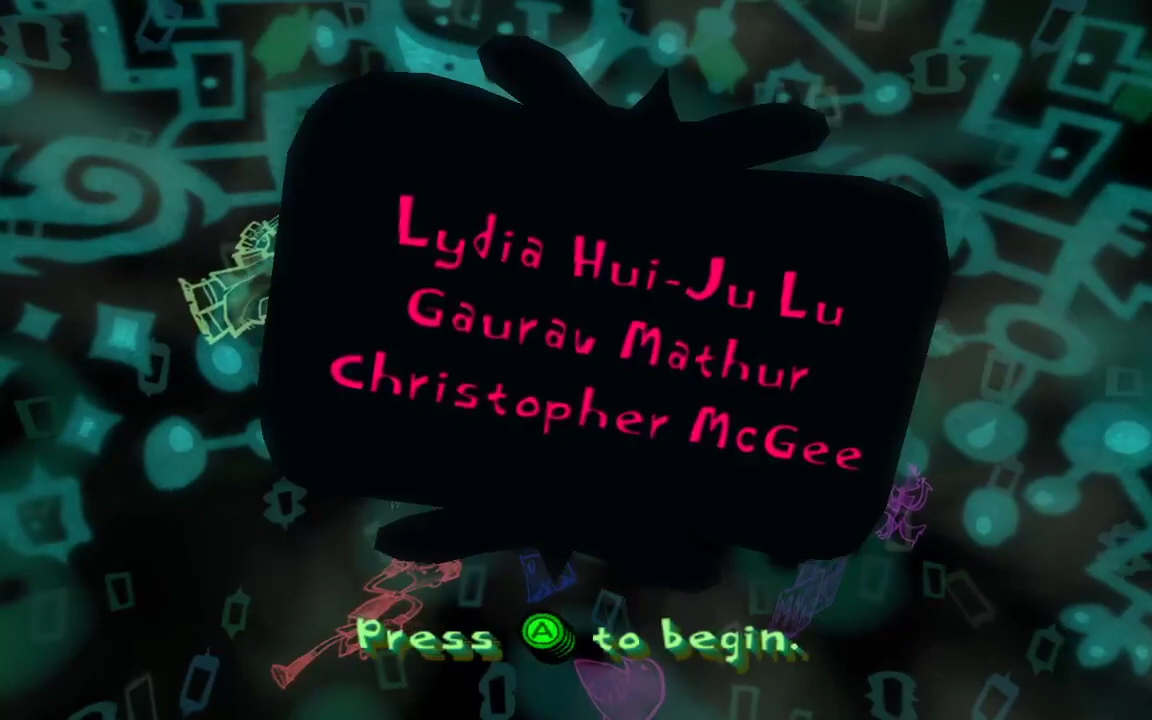 Lydia Hui-Ju Lu
Gaurav Mathur
Christopher McGee
Press A to begin.